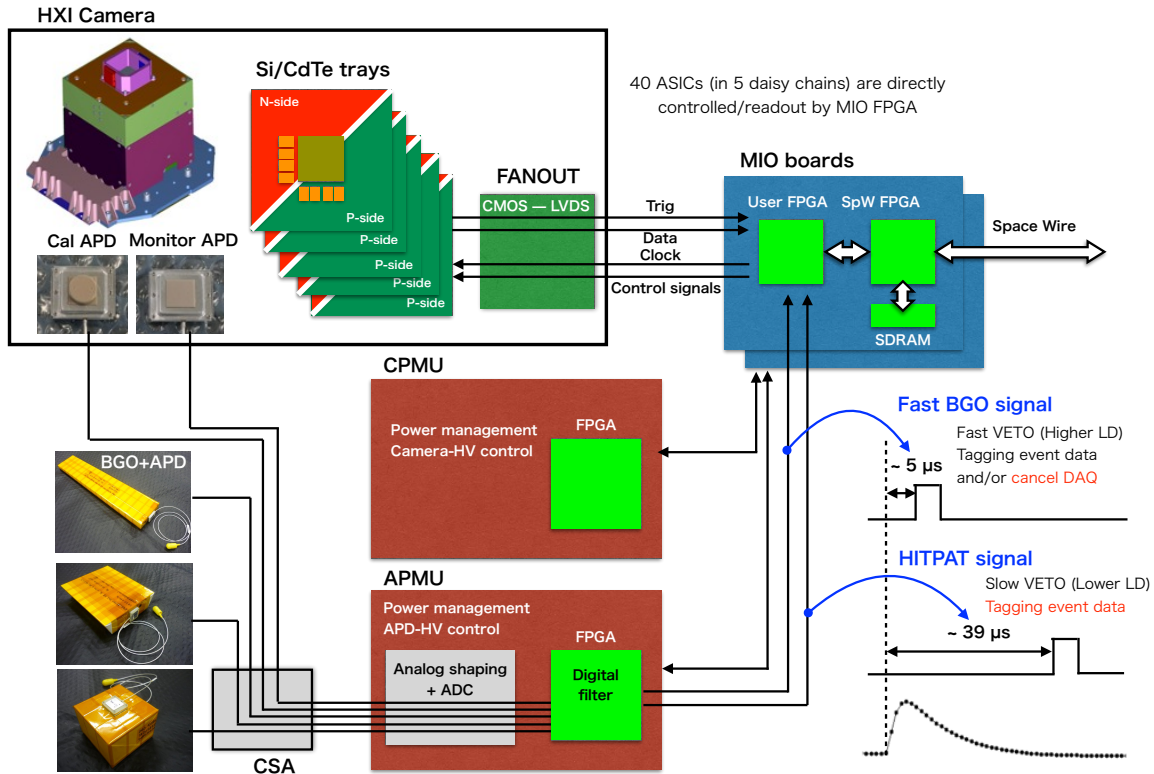 HXI Camera
Si/CdTe trays
N-side
P-side
P-side
P-side
P-side
P-side
Cal APD
Monitor APD
FANOUT
CMOS — LVDS
40 ASICs (in 5 daisy chains) are directly
controlled/readout by MIO FPGA
Trig
Data
Clock
Control signals
MIO boards
User FPGA
SpW FPGA
SDRAM
Space Wire
CPMU
Power management
Camera-HV control
FPGA
BGO+APD
APMU
Power management
APD-HV control
FPGA
Analog shaping
+ ADC
Digital
filter
CSA
Fast BGO signal
Fast VETO (Higher LD)
Tagging event data
and/or cancel DAQ
~ 5 μs
HITPAT signal
Slow VETO (Lower LD)
Tagging event data
~ 39 μs